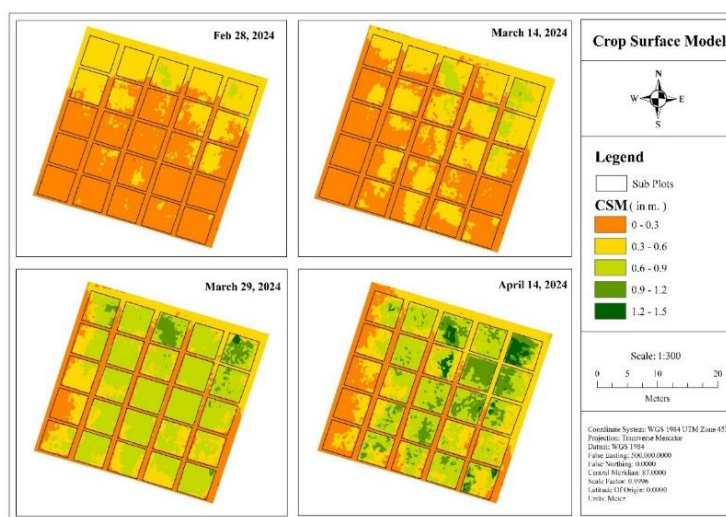 Feb 28, 2024
March 14, 2024
March 29, 2024
April 14, 2024
Crop Surface Model
N
W E
S
Legend
Sub Plots
CSM ( in m. )
0 - 0.3
0.3 - 0.6
0.6 - 0.9
0.9 - 1.2
1.2 - 1.5
Scale: 1:300
0 5 10 20
Meters
Coordinate System: WGS 1984 UTM Zone
Projection: Transverse Mercator
Datum: WGS 1984
False Easting: 500,000.0000
False Northing: 0.0000
Central Meridian: 87.0000
Scale Factor: 0.9996
Latitude Of Origin: 0.0000
Units: Meter